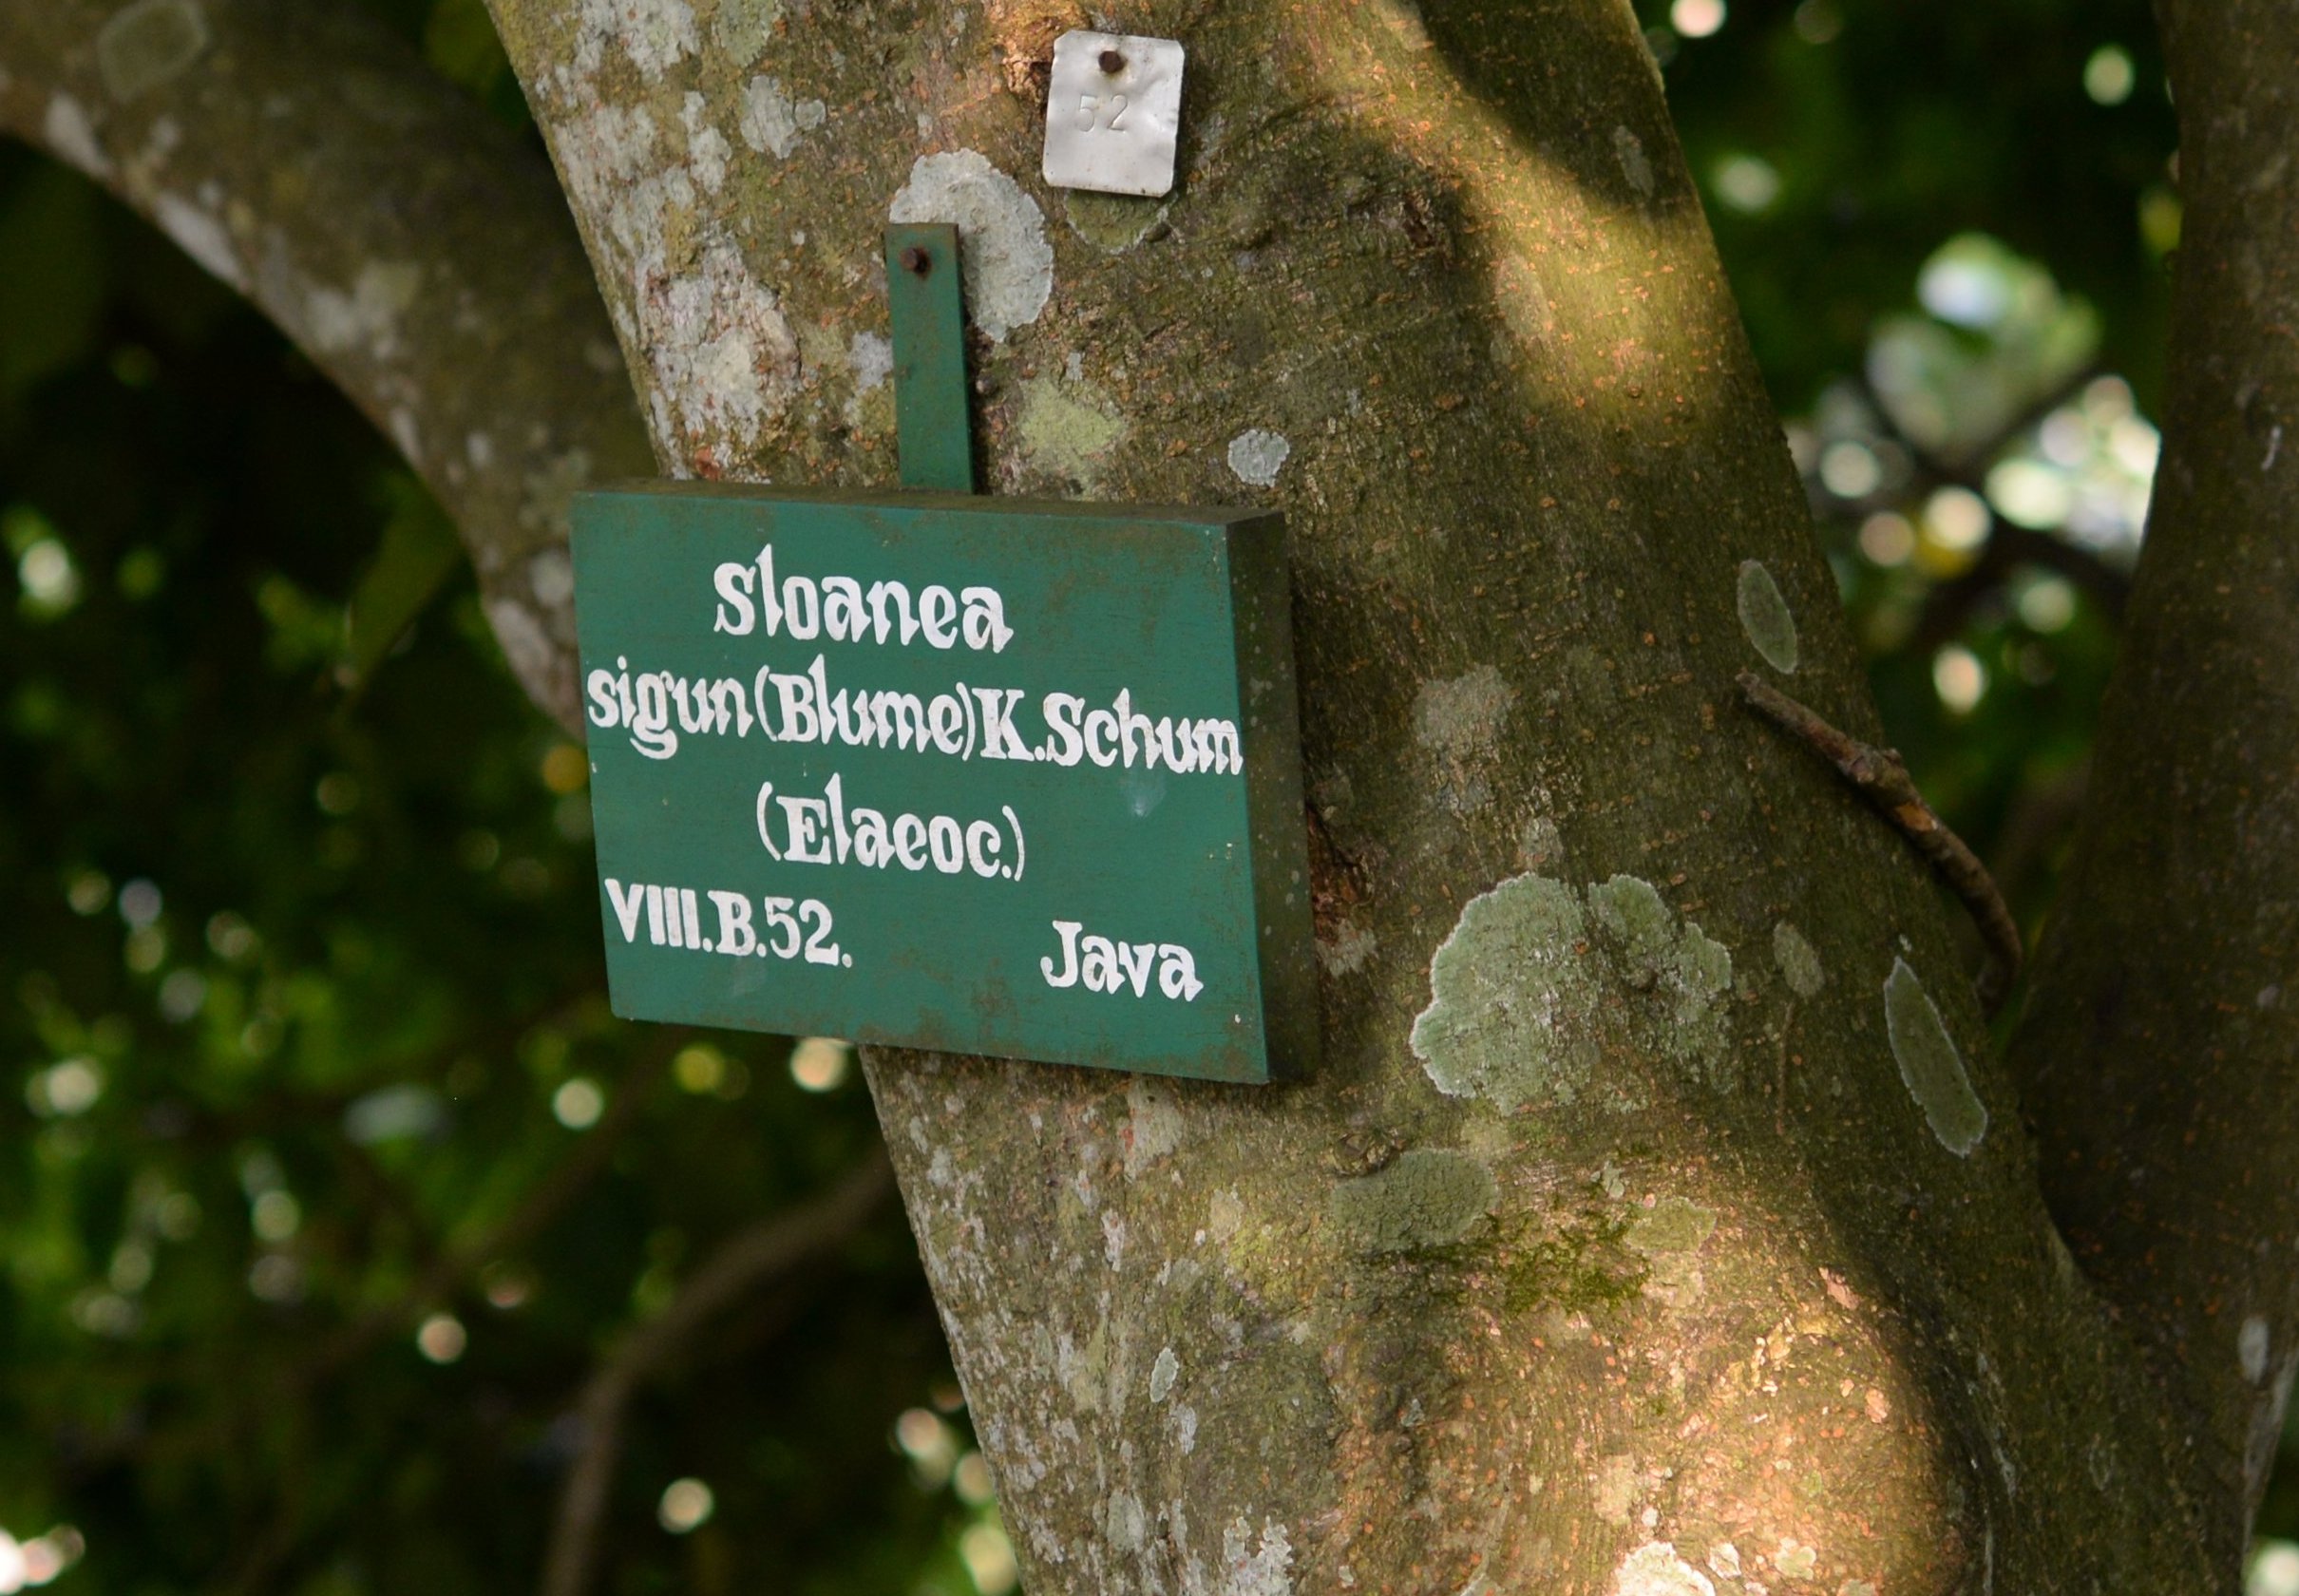 52
Sloanea
sigun (Blume) K.Schum
(Elaeoc.)
VIII.B.52. Java